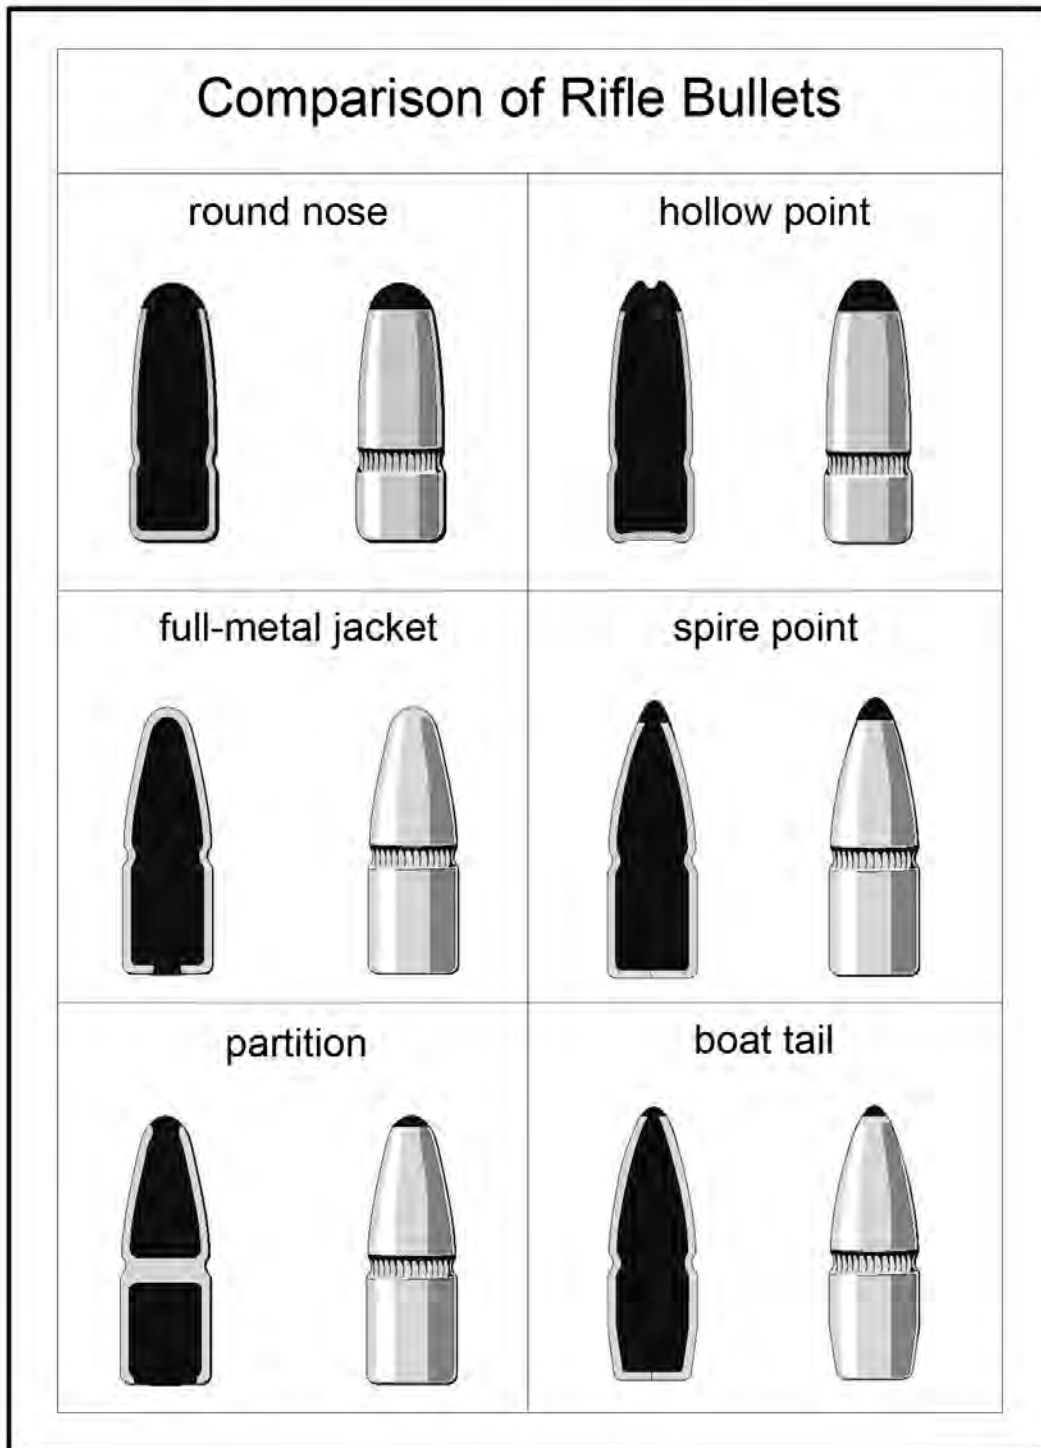 Comparison of Rifle Bullets
round nose
hollow point
full-metal jacket
spire point
partition
boat tail